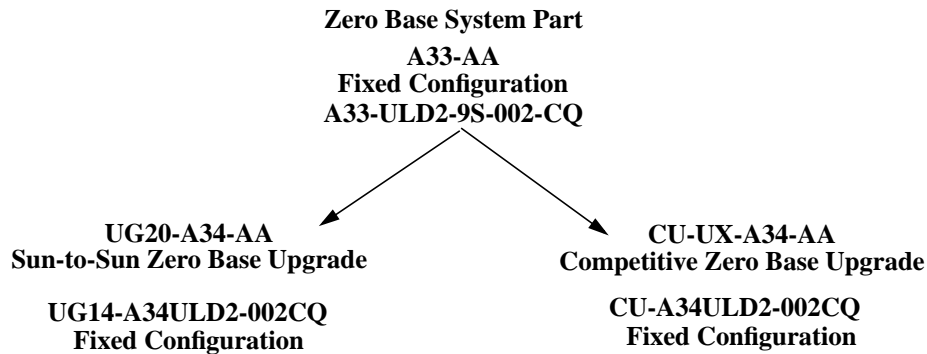 Zero Base System Part
A33-AA
Fixed Configuration
A33-ULD2-9S-002-CQ
UG20-A34-AA
Sun-to-Sun Zero Base Upgrade
UG14-A34ULD2-002CQ
Fixed Configuration
CU-UX-A34-AA
Competitive Zero Base Upgrade
CU-A34ULD2-002CQ
Fixed Configuration